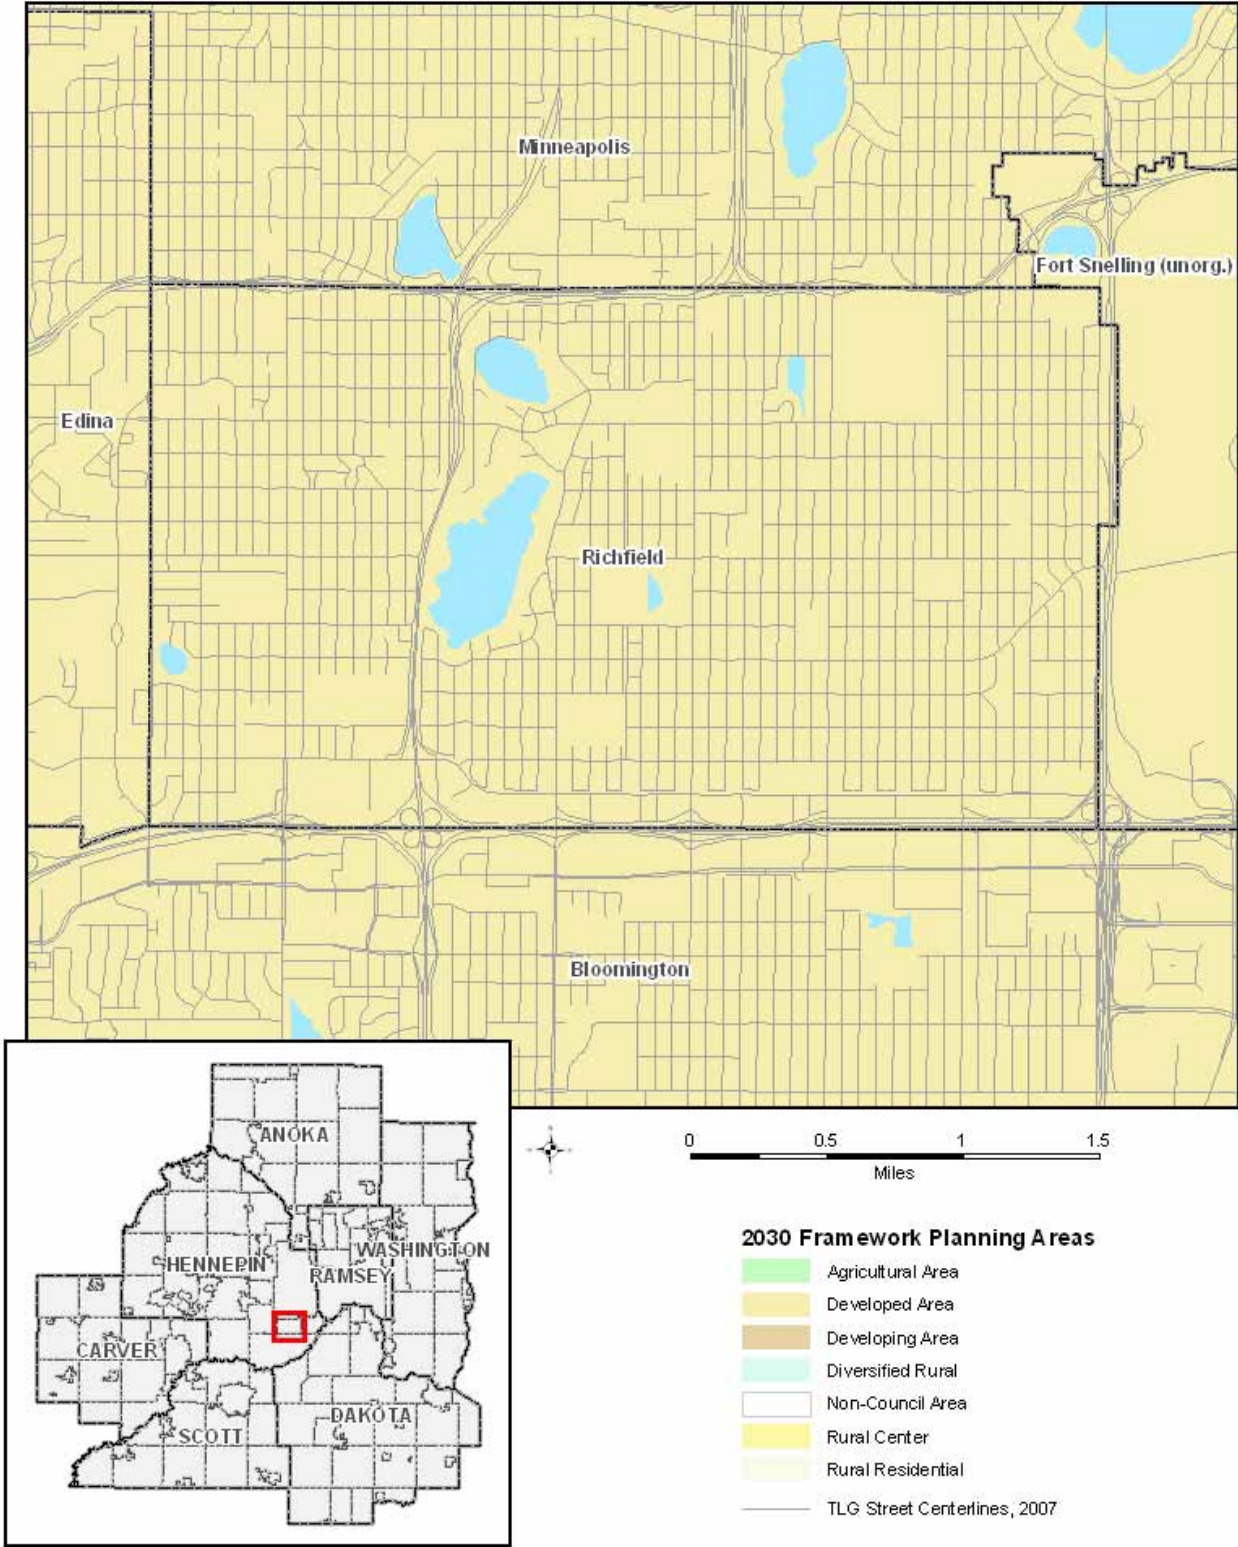 Minneapolis
Fort Snelling (unorg.)
Edina
Richfield
Bloomington
ANOKA
WASHINGTON
HENNEPIN
RAMSEY
CARVER
DAKOTA
SCOTT
0 0.5 1 1.5
Miles
2030 Framework Planning Areas
Agricultural Area
Developed Area
Developing Area
Diversified Rural
Non-Council Area
Rural Center
Rural Residential
TLG Street Centerlines, 2007